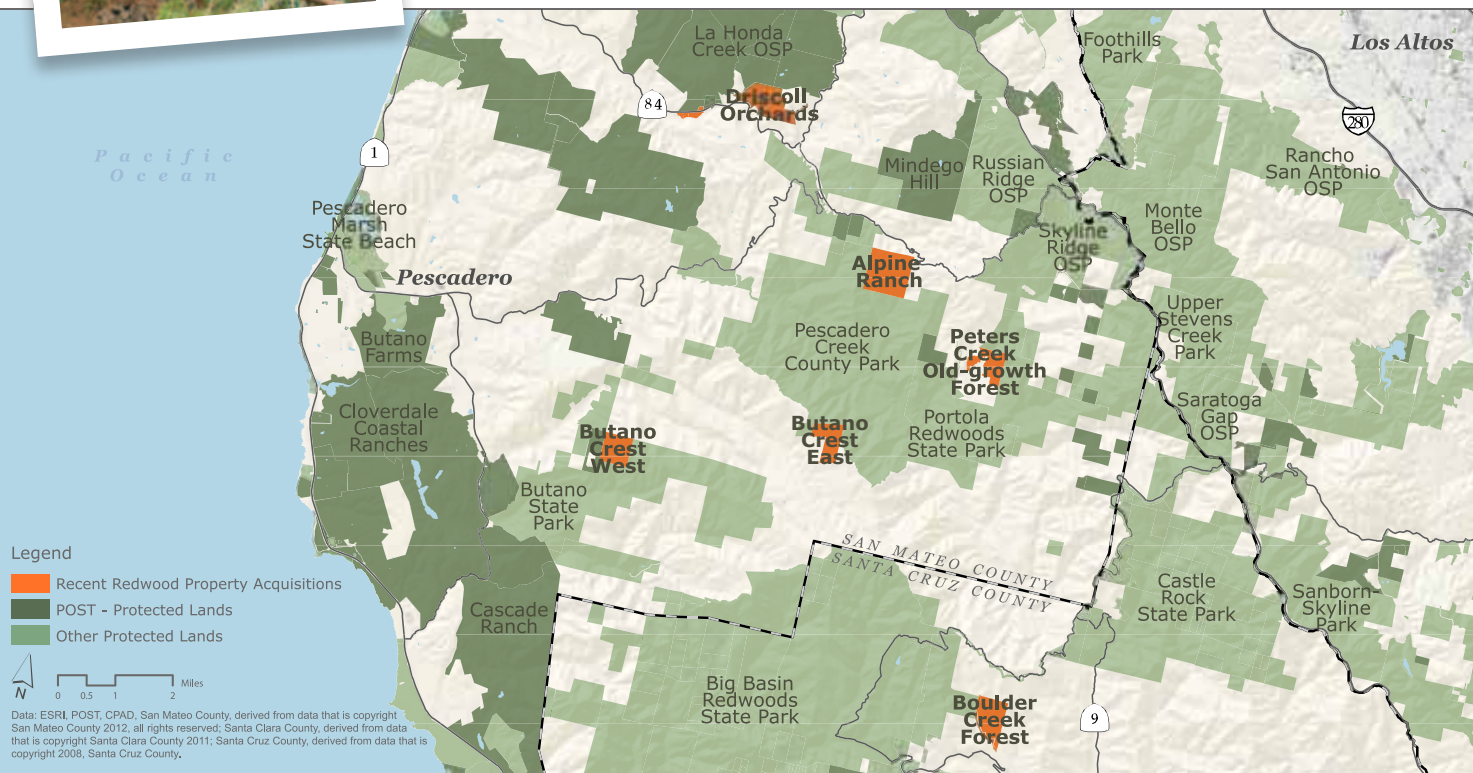 La Honda
Creek OSP
Foothills
Park
Los Altos
84
Driscoll
Orchards
280
1
Pacific
Ocean
Mindego
Hill
Russian
Ridge
OSP
Rancho
San Antonio
OSP
Pescadero
Marsh
State Beach
Skyline
Ridge
OSP
Monte
Bello
OSP
Pescadero
Alpine
Ranch
Upper
Stevens
Creek
Park
Butano
Farms
Pescadero
Creek
County Park
Peters
Creek
Old-growth
Forest
Cloverdale
Coastal
Ranches
Butano
Crest
West
Butano
Crest
East
Portola
Redwoods
State Park
Saratoga
Gap
OSP
Butano
State
Park
SAN MATEO COUNTY
SANTA CRUZ COUNTY
Castle
Rock
State Park
Sanborn-
Skyline
Park
Cascade
Ranch
Big Basin
Redwoods
State Park
Boulder
Creek
Forest
9
Legend
Recent Redwood Property Acquisitions
POST - Protected Lands
Other Protected Lands
N
0 0.5 1 2 Miles
Data: ESRI, POST, CPAD, San Mateo County, derived from data that is copyright
San Mateo County 2012, all rights reserved; Santa Clara County, derived from data
that is copyright Santa Clara County 2011; Santa Cruz County, derived from data that is
copyright 2008, Santa Cruz County.